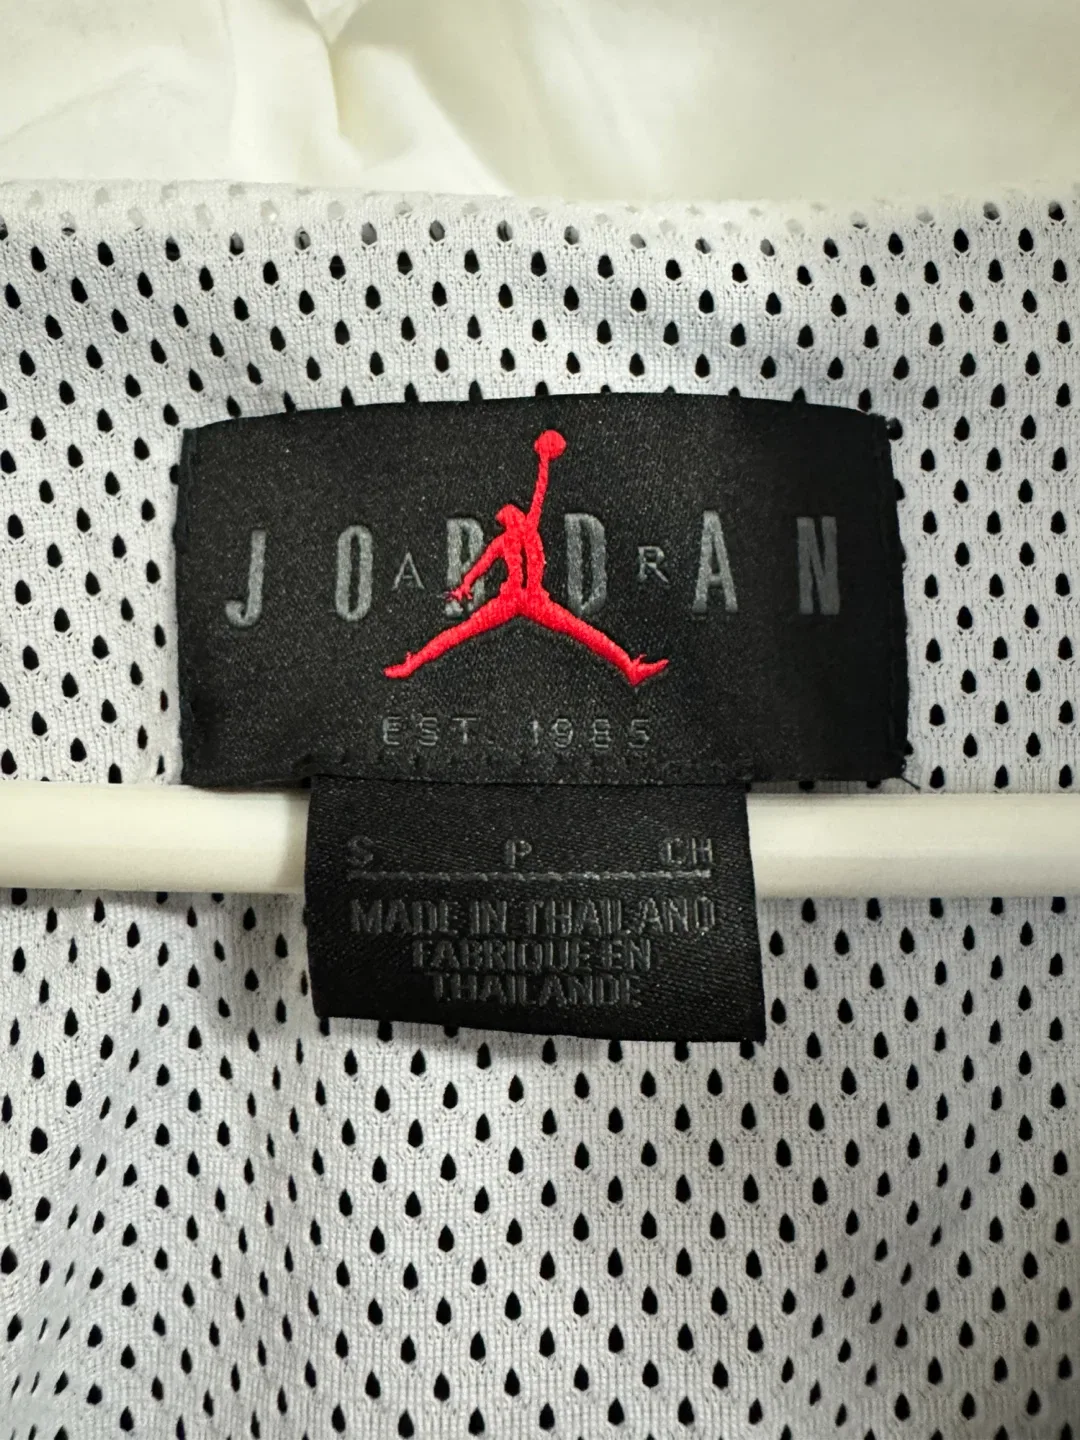 JORDAN
AIR
EST. 1985
S P CH
MADE IN THAILAND
FABRIQUE EN
THAILANDE